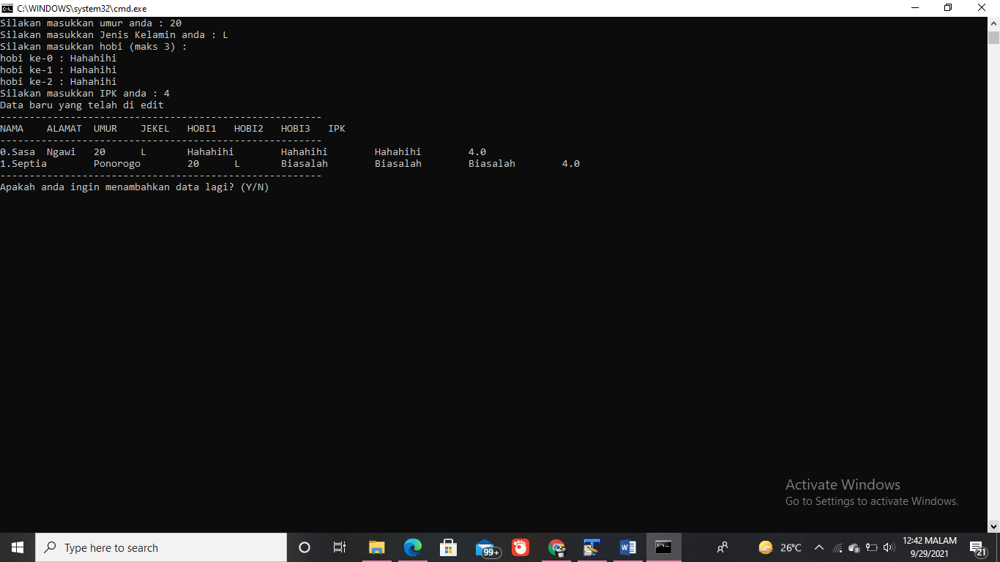 C:\WINDOWS\system32\cmd.exe
Silakan masukkan umur anda : 20
Silakan masukkan Jenis Kelamin anda : L
Silakan masukkan hobi (maks 3) :
hobi ke-0 : Hahahihi
hobi ke-1 : Hahahihi
hobi ke-2 : Hahahihi
Silakan masukkan IPK anda : 4
Data baru yang telah di edit
-------------------------------------------------------
NAMA    ALAMAT  UMUR    JEKEL   HOBI1   HOBI2   HOBI3   IPK
-------------------------------------------------------
0.Sasa  Ngawi   20      L       Hahahihi        Hahahihi        Hahahihi        4.0
1.Septia        Ponorogo        20      L       Biasalah        Biasalah        Biasalah        4.0
-------------------------------------------------------
Apakah anda ingin menambahkan data lagi? (Y/N)
Activate Windows
Go to Settings to activate Windows.
Type here to search
99+
26°C
12:42 MALAM
9/29/2021
21